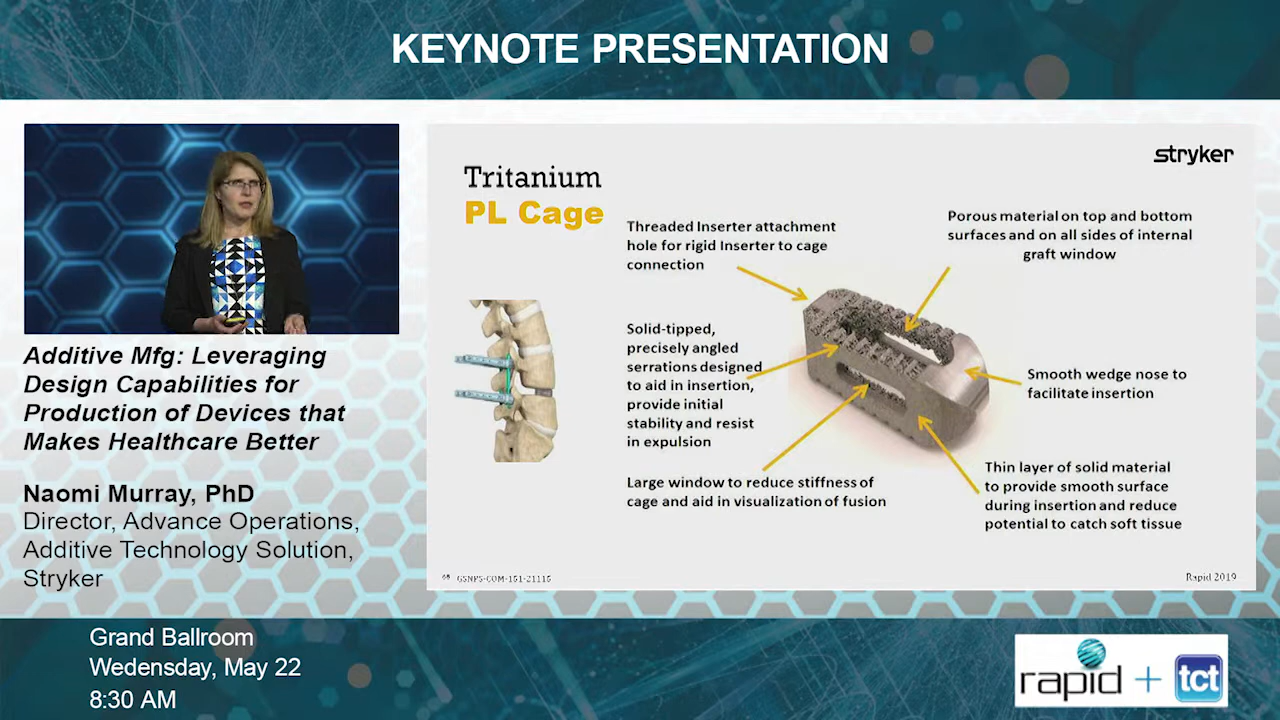 KEYNOTE PRESENTATION
stryker
Tritanium
PL Cage
Threaded Inserter attachment
hole for rigid Inserter to cage
connection
Porous material on top and bottom
surfaces and on all sides of internal
graft window
Solid-tipped,
precisely angled
serrations designed
to aid in insertion,
provide initial
stability and resist
in expulsion
Smooth wedge nose to
facilitate insertion
Large window to reduce stiffness of
cage and aid in visualization of fusion
Thin layer of solid material
to provide smooth surface
during insertion and reduce
potential to catch soft tissue
GSNPS-COM-151-21115
Rapid 2019
Additive Mfg: Leveraging
Design Capabilities for
Production of Devices that
Makes Healthcare Better
Naomi Murray, PhD
Director, Advance Operations,
Additive Technology Solution,
Stryker
Grand Ballroom
Wedensday, May 22
8:30 AM
rapid + tct